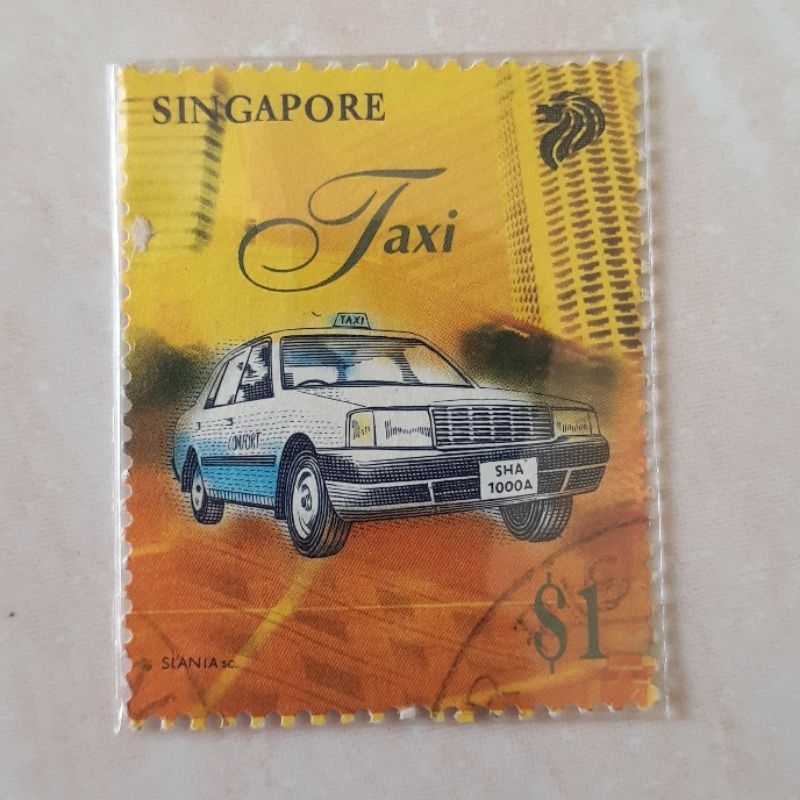 SINGAPORE
Taxi
TAXI
COMFORT
SHA
1000A
$1
SLANIA sc.